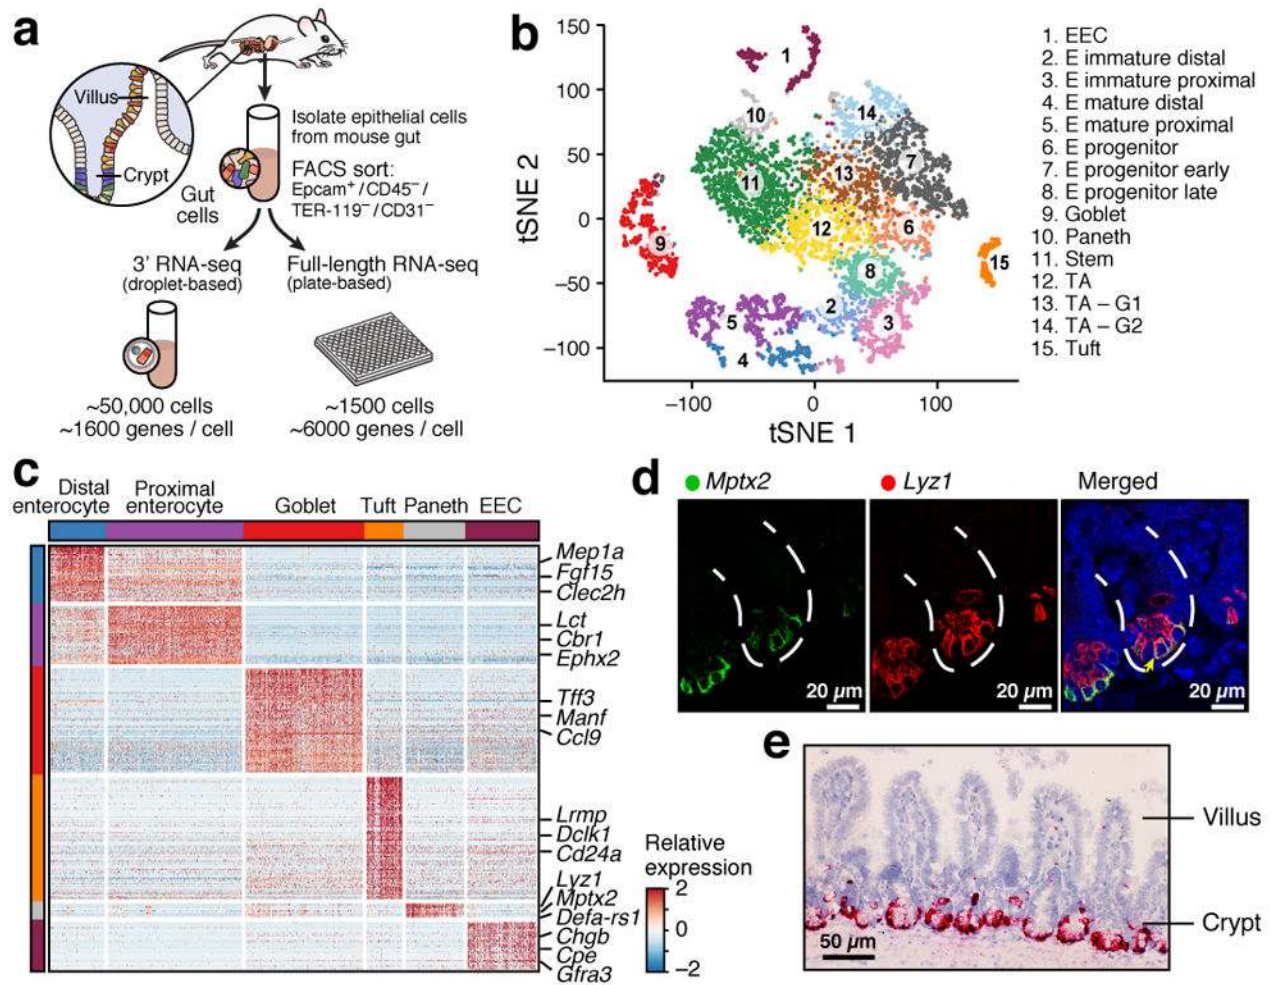 a
Villus
Crypt
Gut
cells
Isolate epithelial cells
from mouse gut
FACS sort:
Epcam⁺/CD45⁻/
TER-119⁻/CD31⁻
3' RNA-seq
(droplet-based)
Full-length RNA-seq
(plate-based)
~50,000 cells
~1600 genes / cell
~1500 cells
~6000 genes / cell
b
tSNE 2
150
100
50
0
−50
−100
−100
0
100
tSNE 1
1
10
14
7
13
11
12
6
9
8
15
2
5
3
4
1. EEC
2. E immature distal
3. E immature proximal
4. E mature distal
5. E mature proximal
6. E progenitor
7. E progenitor early
8. E progenitor late
9. Goblet
10. Paneth
11. Stem
12. TA
13. TA – G1
14. TA – G2
15. Tuft
c
Distal
enterocyte
Proximal
enterocyte
Goblet
Tuft
Paneth
EEC
Mep1a
Fgf15
Clec2h
Lct
Cbr1
Ephx2
Tff3
Manf
Ccl9
Lrmp
Dclk1
Cd24a
Lyz1
Mptx2
Defa-rs1
Chgb
Cpe
Gfra3
Relative
expression
2
0
−2
d
Mptx2
Lyz1
Merged
20 µm
20 µm
20 µm
e
Villus
Crypt
50 µm